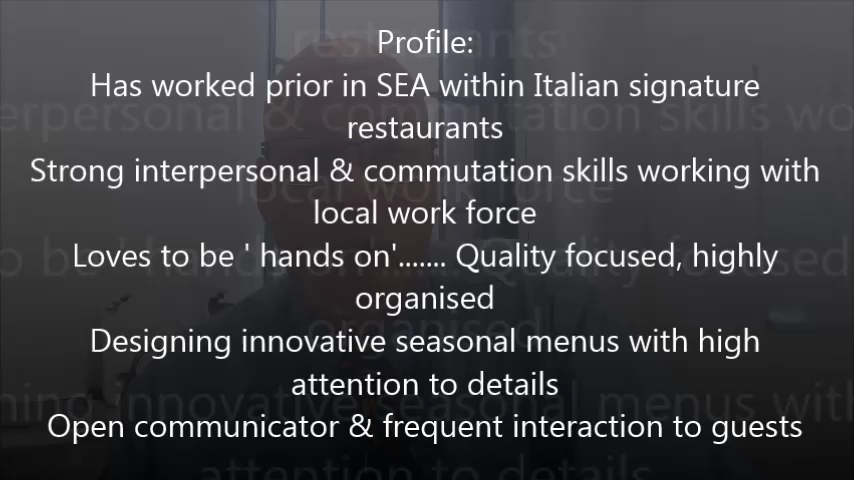 Profile:
Has worked prior in SEA within Italian signature
restaurants
Strong interpersonal & commutation skills working with
local work force
Loves to be ' hands on'....... Quality focused, highly
organised
Designing innovative seasonal menus with high
attention to details
Open communicator & frequent interaction to guests